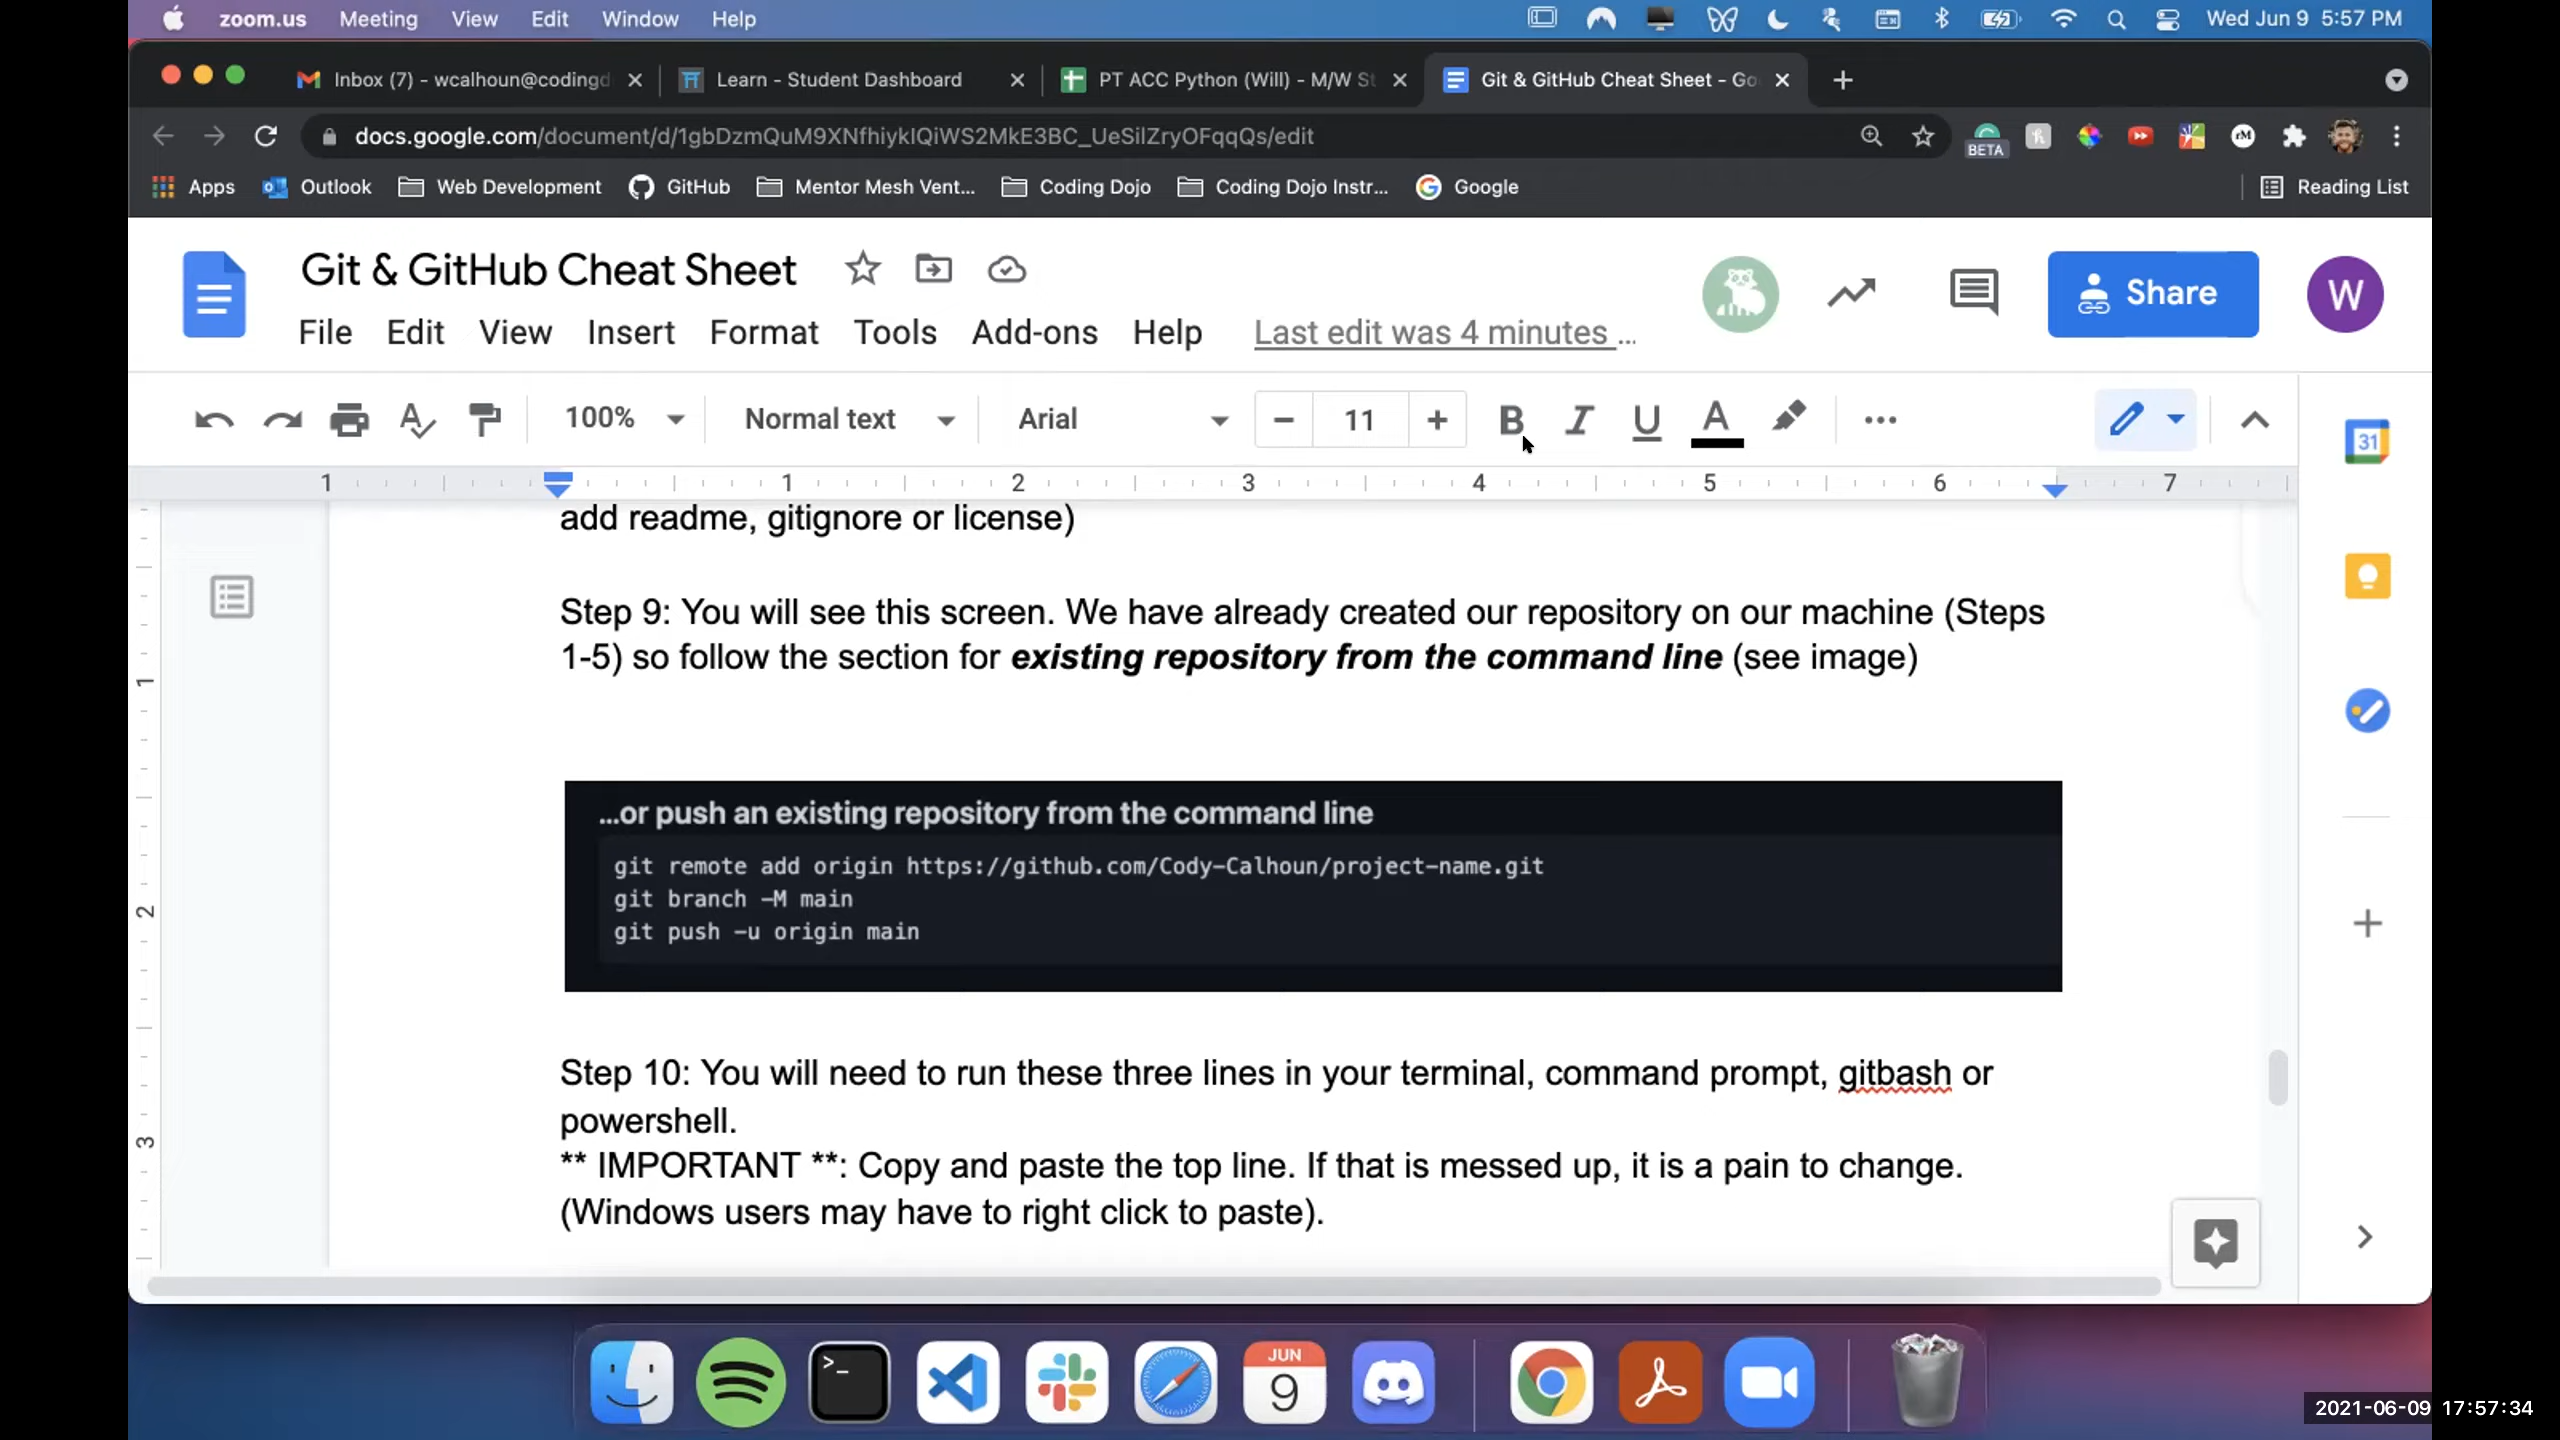 zoom.us Meeting View Edit Window Help Wed Jun 9 5:57 PM
Inbox (7) - wcalhoun@codingd Learn - Student Dashboard PT ACC Python (Will) - M/W St Git & GitHub Cheat Sheet - Go
docs.google.com/document/d/1gbDzmQuM9XNfhiyklQiWS2MkE3BC_UeSilZryOFqqQs/edit
BETA
Apps Outlook Web Development GitHub Mentor Mesh Vent... Coding Dojo Coding Dojo Instr... Google Reading List
Git & GitHub Cheat Sheet
Share
W
File Edit View Insert Format Tools Add-ons Help Last edit was 4 minutes ...
100% Normal text Arial 11 B I U A
31
1 1 2 3 4 5 6 7
add readme, gitignore or license)
Step 9: You will see this screen. We have already created our repository on our machine (Steps
1-5) so follow the section for existing repository from the command line (see image)
1
…or push an existing repository from the command line
git remote add origin https://github.com/Cody-Calhoun/project-name.git
git branch -M main
2
git push -u origin main
Step 10: You will need to run these three lines in your terminal, command prompt, gitbash or
powershell.
3
** IMPORTANT **: Copy and paste the top line. If that is messed up, it is a pain to change.
(Windows users may have to right click to paste).
JUN
9
2021-06-09 17:57:34